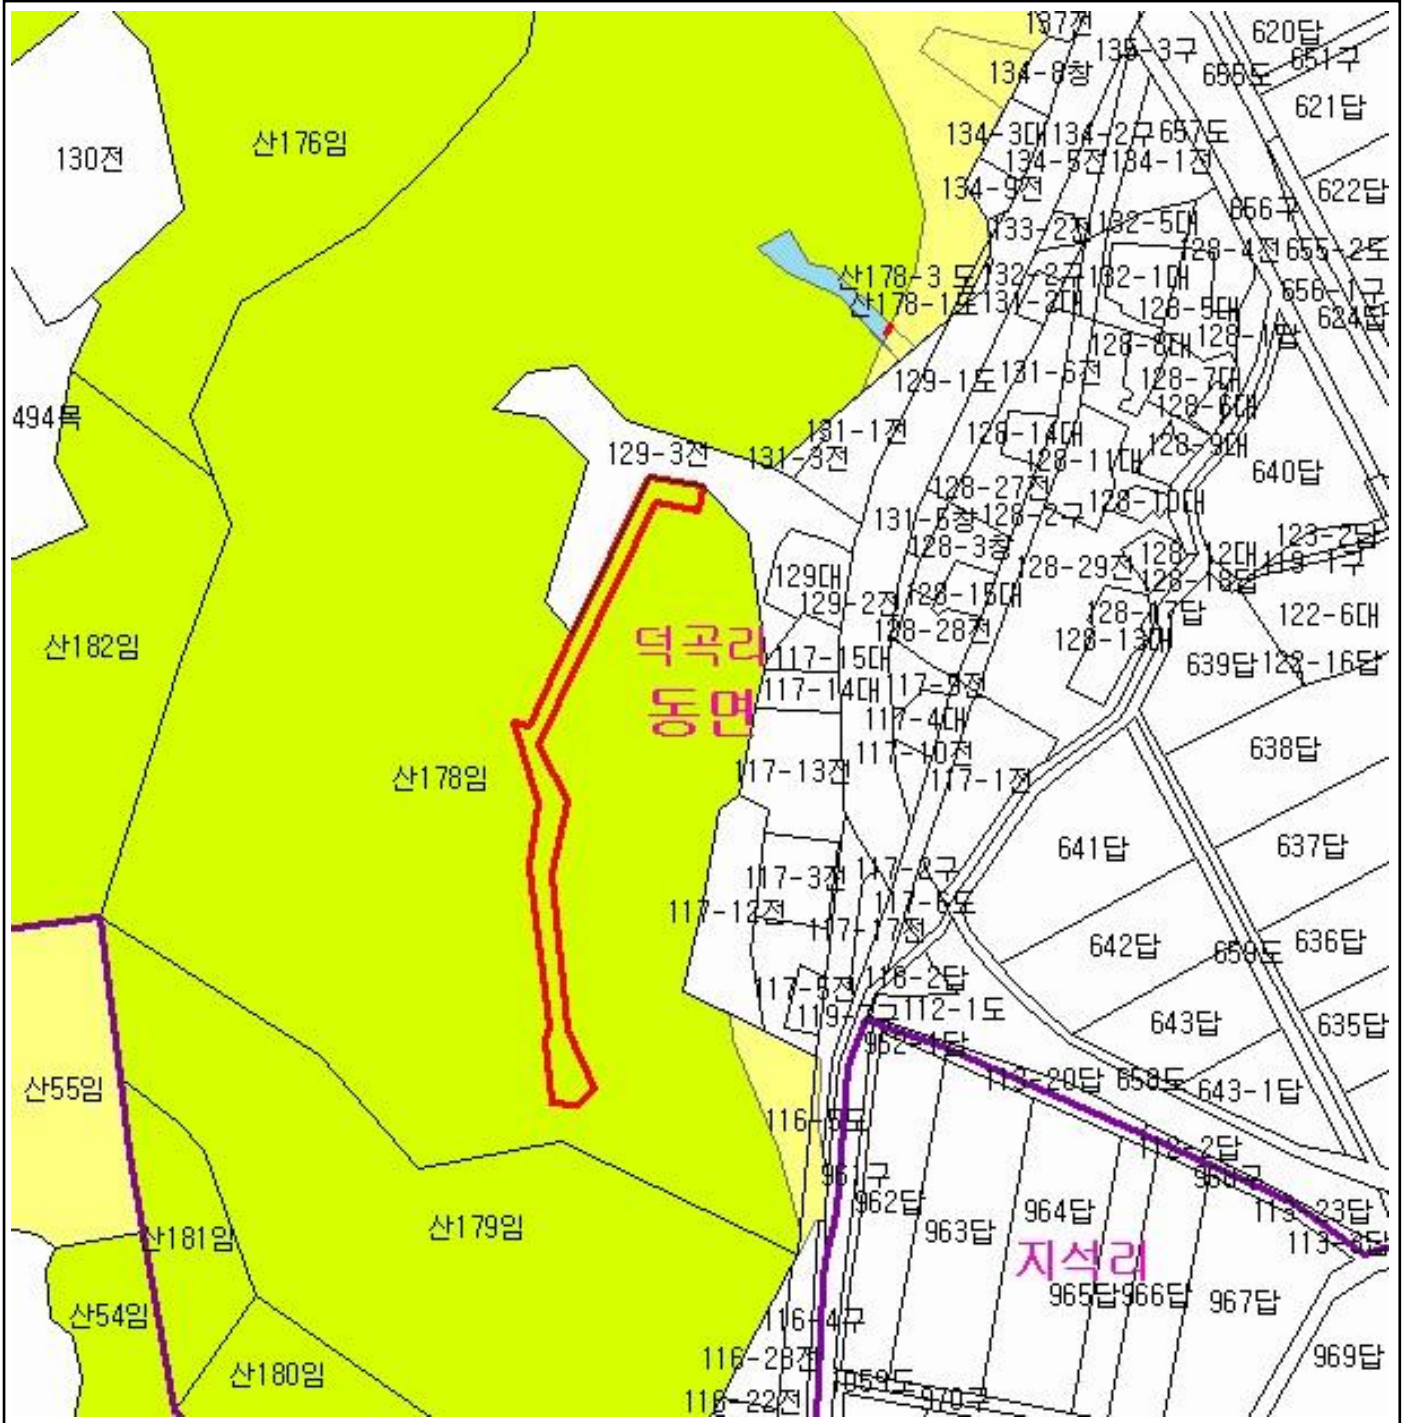 137전
620답
135-3구
651구
134-8창
655도
621답
134-3대
134-2구
657도
산176임
130전
134-5전
134-1전
134-9전
622답
656구
133-2전
132-5대
128-4전
655-2도
산178-3 도
132-2구
132-1대
656-1구
산178-1도
131-2대
128-5대
624답
128-1답
128-8대
129-1도
131-6전
128-7대
128-6대
494목
131-1전
128-14대
128-9대
129-3전
131-3전
128-11대
640답
128-27전
128-10대
131-5창
128-2구
123-2답
128-3창
128-12대
119-1구
129대
128-29전
128-18답
129-2전
128-15대
128-17답
122-6대
128-28전
128-13대
산182임
덕곡리
117-15대
639답
122-16답
117-14대
117-9전
동면
117-4대
638답
117-10전
산178임
117-13전
117-1전
641답
637답
117-3전
117-2구
117-6도
117-12전
117-17전
642답
659도
636답
118-2답
117-5전
119-7구
112-1도
643답
635답
962-1답
산55임
113-20답
658도
643-1답
116-5도
112-2답
961구
960구
962답
산181임
산179임
963답
964답
113-23답
113-8답
지석리
965답
966답
967답
산54임
116-4구
969답
116-23전
산180임
1059도
970구
116-22전